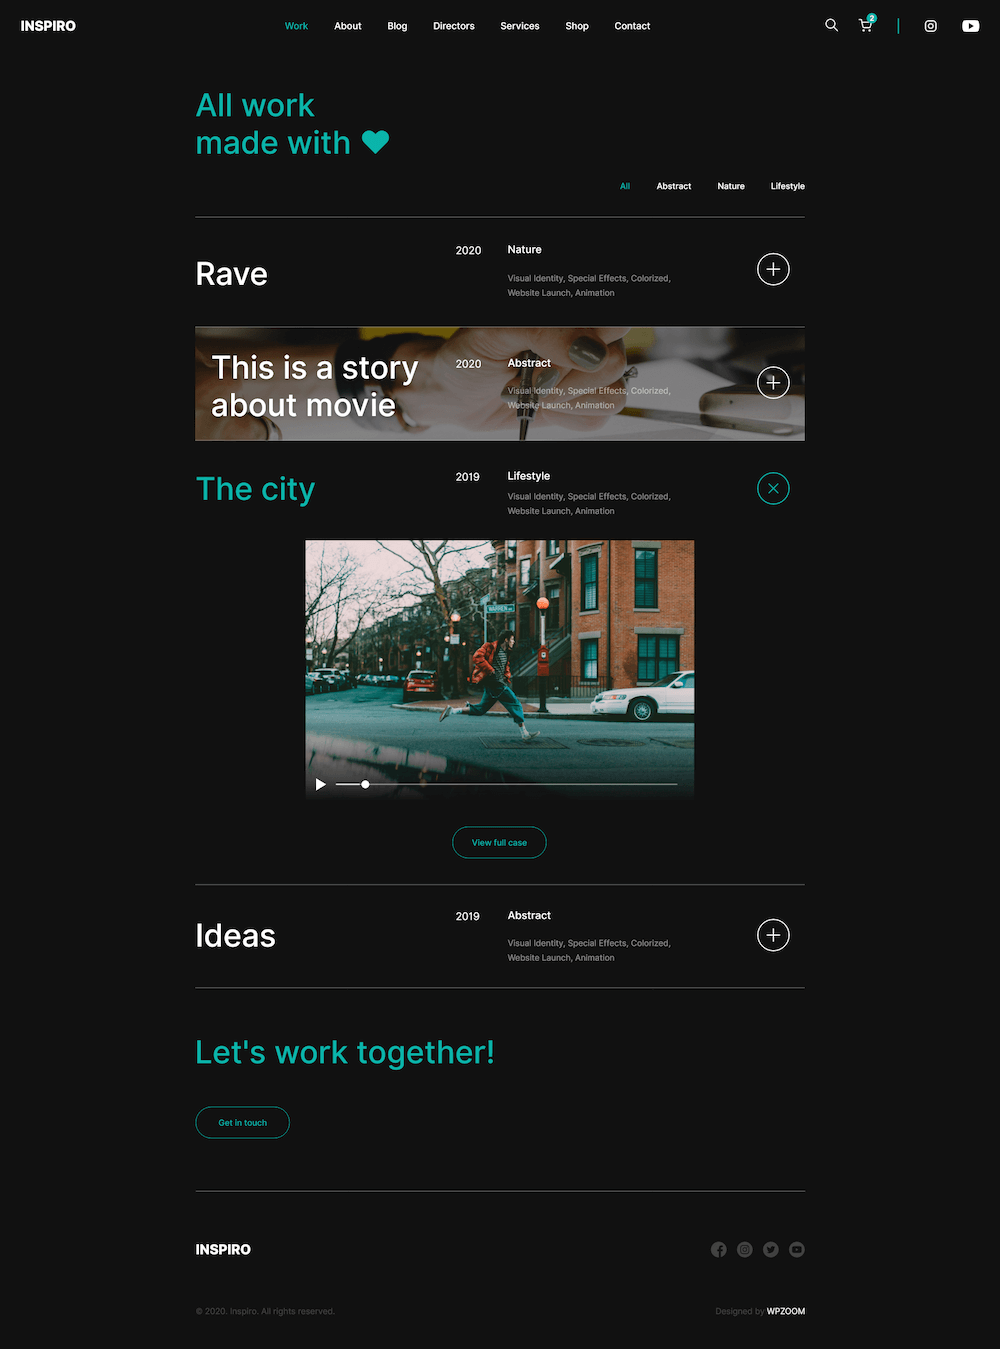 INSPIRO
Work About Blog Directors Services Shop Contact
2
All work
made with
All Abstract Nature Lifestyle
Rave
2020
Nature
Visual Identity, Special Effects, Colorized,
Website Launch, Animation
This is a story
about movie
2020
Abstract
Visual Identity, Special Effects, Colorized,
Website Launch, Animation
The city
2019
Lifestyle
Visual Identity, Special Effects, Colorized,
Website Launch, Animation
WARREN
View full case
Ideas
2019
Abstract
Visual Identity, Special Effects, Colorized,
Website Launch, Animation
Let's work together!
Get in touch
INSPIRO
© 2020. Inspiro. All rights reserved.
Designed by WPZOOM